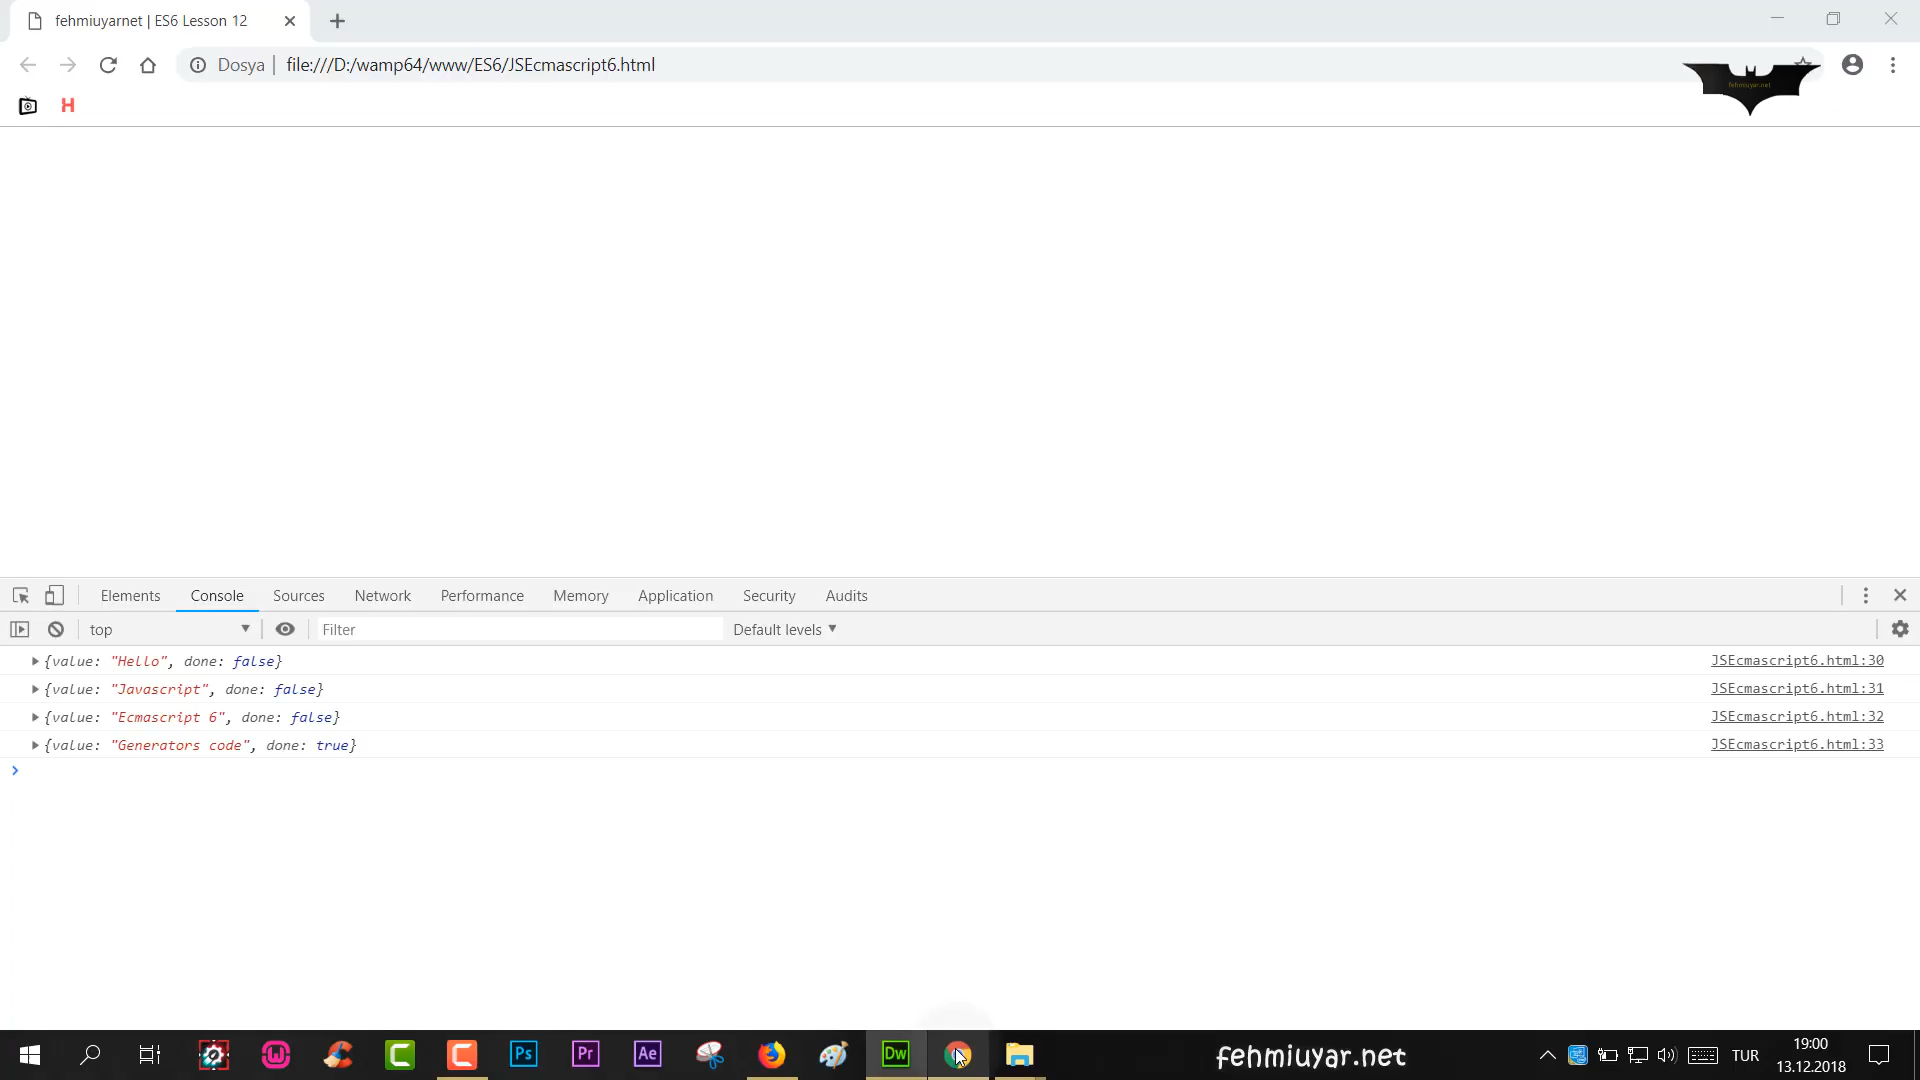 fehmiuyarnet | ES6 Lesson 12
Dosya | file:///D:/wamp64/www/ES6/JSEcmascript6.html
fehmiuyar.net
H
Elements Console Sources Network Performance Memory Application Security Audits
top Filter Default levels
{value: "Hello", done: false} JSEcmascript6.html:30
{value: "Javascript", done: false} JSEcmascript6.html:31
{value: "Ecmascript 6", done: false} JSEcmascript6.html:32
{value: "Generators code", done: true} JSEcmascript6.html:33
Ps Pr Ae Dw fehmiuyar.net TUR 19:00
13.12.2018